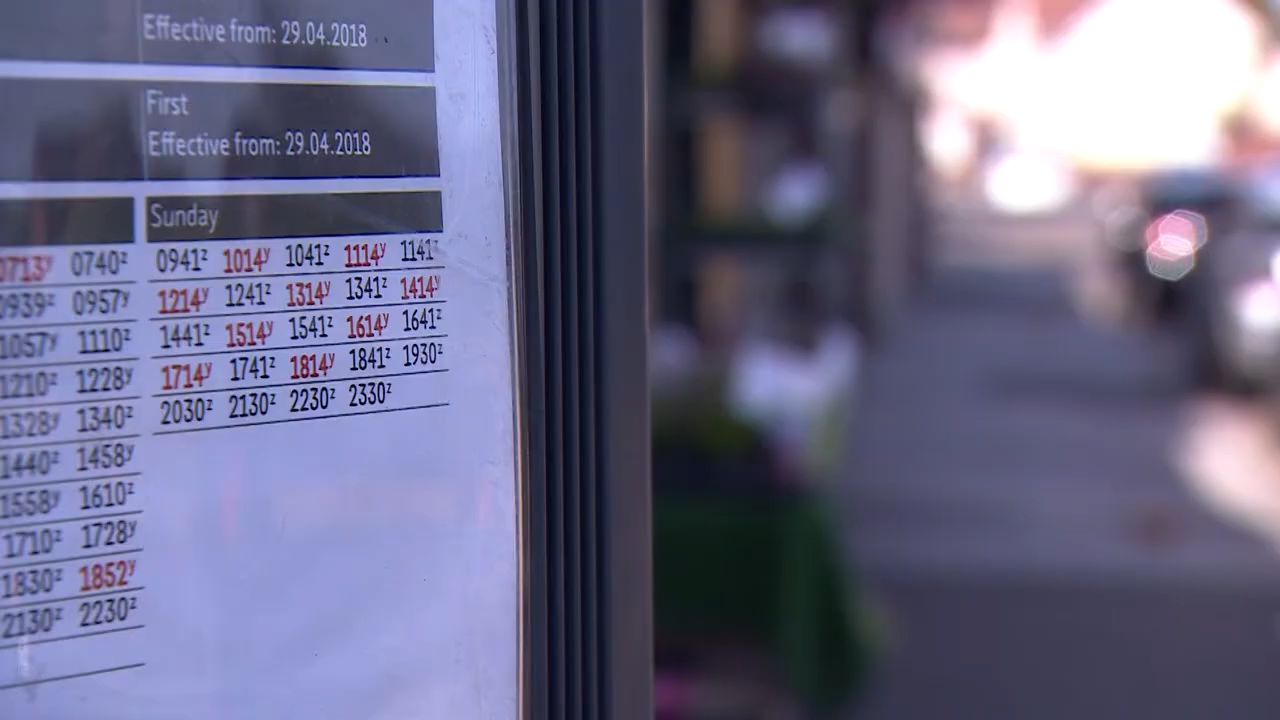 Effective from: 29.04.2018
First
Effective from: 29.04.2018
Sunday
0713ʸ 0740ᶻ 0941ᶻ 1014ʸ 1041ᶻ 1114ʸ 1141ᶻ
0939ᶻ 0957ʸ 1214ʸ 1241ᶻ 1314ʸ 1341ᶻ 1414ʸ
1057ʸ 1110ᶻ 1441ᶻ 1514ʸ 1541ᶻ 1614ʸ 1641ᶻ
1210ᶻ 1228ʸ 1714ʸ 1741ᶻ 1814ʸ 1841ᶻ 1930ᶻ
1328ʸ 1340ᶻ 2030ᶻ 2130ᶻ 2230ᶻ 2330ᶻ
1440ᶻ 1458ʸ
1558ʸ 1610ᶻ
1710ᶻ 1728ʸ
1830ᶻ 1852ʸ
2130ᶻ 2230ᶻ